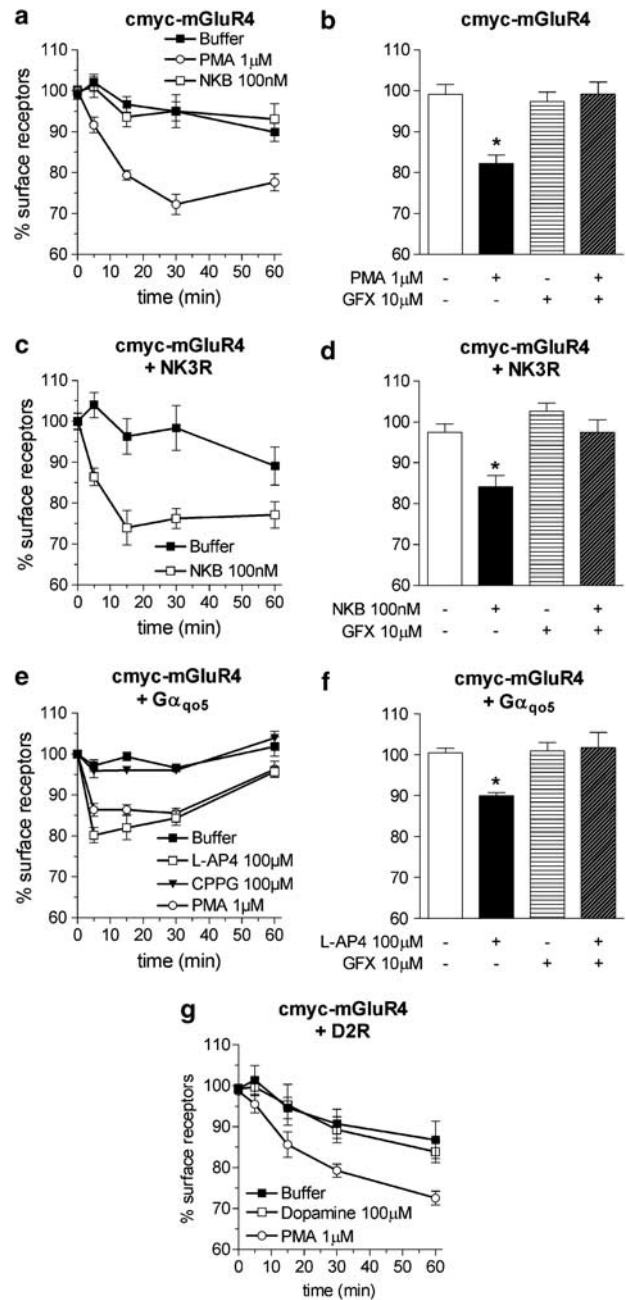 a
cmyc-mGluR4
Buffer
PMA 1µM
NKB 100nM
% surface receptors
110
100
90
80
70
60
0 10 20 30 40 50 60
time (min)
b
cmyc-mGluR4
110
100
90
80
70
60
*
PMA 1µM - + - +
GFX 10µM - - + +
c
cmyc-mGluR4
+ NK3R
% surface receptors
110
100
90
80
70
60
Buffer
NKB 100nM
0 10 20 30 40 50 60
time (min)
d
cmyc-mGluR4
+ NK3R
110
100
90
80
70
60
*
NKB 100nM - + - +
GFX 10µM - - + +
e
cmyc-mGluR4
+ Gαqo5
% surface receptors
110
100
90
80
70
60
Buffer
L-AP4 100µM
CPPG 100µM
PMA 1µM
0 10 20 30 40 50 60
time (min)
f
cmyc-mGluR4
+ Gαqo5
110
100
90
80
70
60
*
L-AP4 100µM - + - +
GFX 10µM - - + +
g
cmyc-mGluR4
+ D2R
% surface receptors
110
100
90
80
70
60
Buffer
Dopamine 100µM
PMA 1µM
0 10 20 30 40 50 60
time (min)